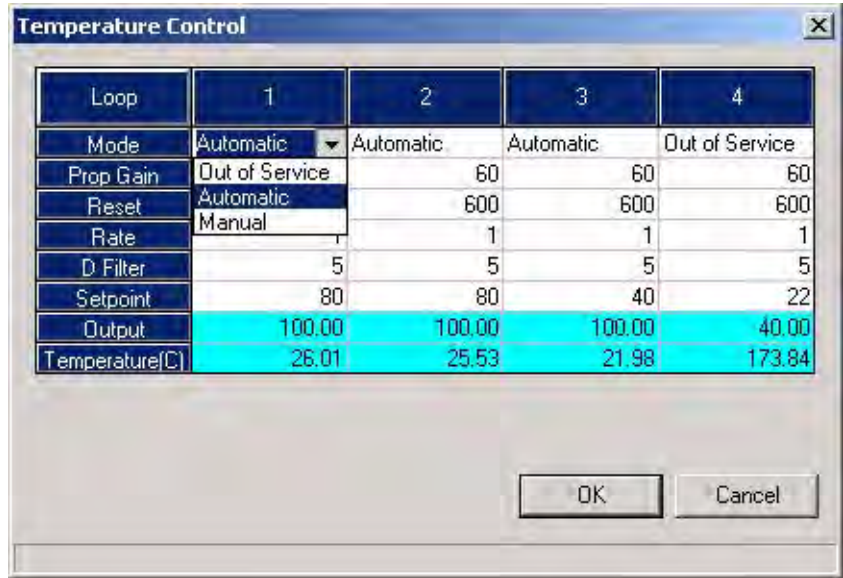 Temperature Control
Loop 1 2 3 4
Mode Automatic Automatic Automatic Out of Service
Prop Gain Out of Service 60 60 60
Reset Automatic 600 600 600
Manual
Rate 1 1 1
D Filter 5 5 5 5
Setpoint 80 80 40 22
Output 100.00 100.00 100.00 40.00
Temperature(C) 26.01 25.53 21.98 173.84
OK Cancel